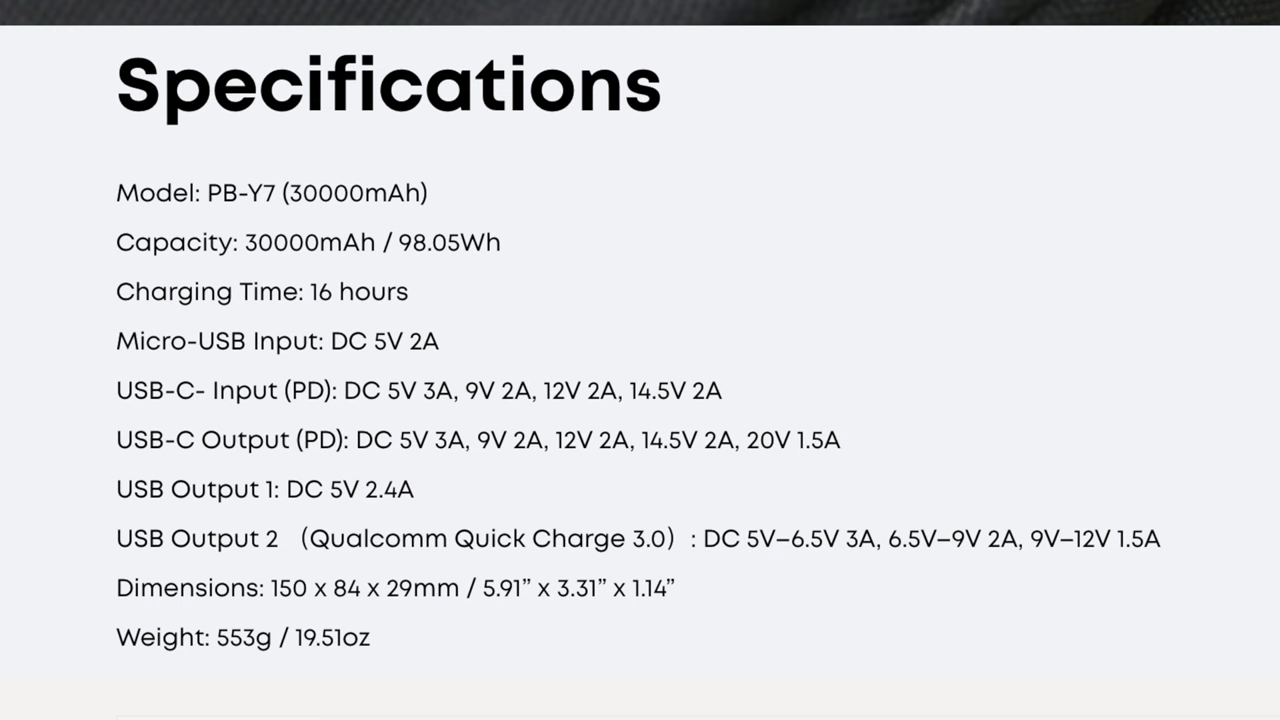 Specifications
Model: PB-Y7 (30000mAh)
Capacity: 30000mAh / 98.05Wh
Charging Time: 16 hours
Micro-USB Input: DC 5V 2A
USB-C- Input (PD): DC 5V 3A, 9V 2A, 12V 2A, 14.5V 2A
USB-C Output (PD): DC 5V 3A, 9V 2A, 12V 2A, 14.5V 2A, 20V 1.5A
USB Output 1: DC 5V 2.4A
USB Output 2 （Qualcomm Quick Charge 3.0）: DC 5V–6.5V 3A, 6.5V–9V 2A, 9V–12V 1.5A
Dimensions: 150 x 84 x 29mm / 5.91” x 3.31” x 1.14”
Weight: 553g / 19.51oz